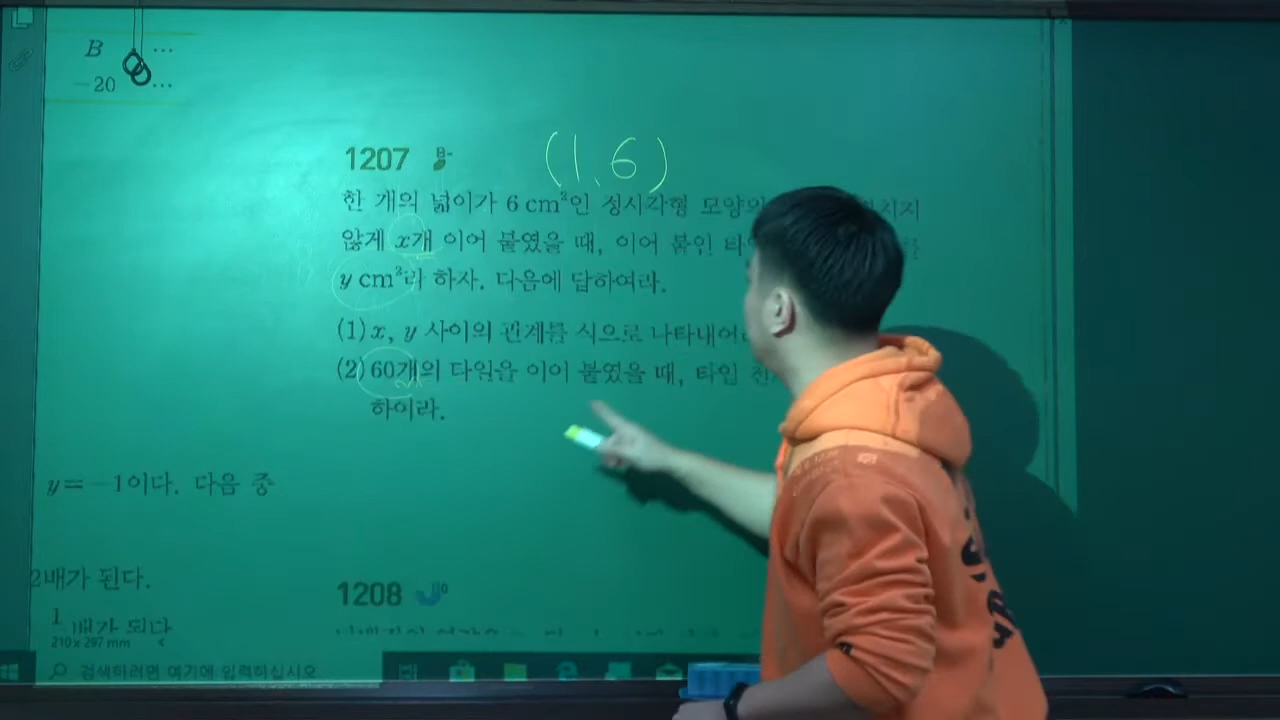 B ...
-20 ...
1207 B-
(1, 6)
한 개의 넓이가 6 cm²인 정사각형 모양의
않게 x개 이어 붙였을 때, 이어 붙인
y cm²라 하자. 다음에 답하여라.
(1) x, y 사이의 관계를 식으로 나타내어
(2) 60개의 타일을 이어 붙였을 때, 타일
하여라.
y=-1이다. 다음 중
2배가 된다.
1208
210 x 297 mm
검색하려면 여기에 입력하십시오